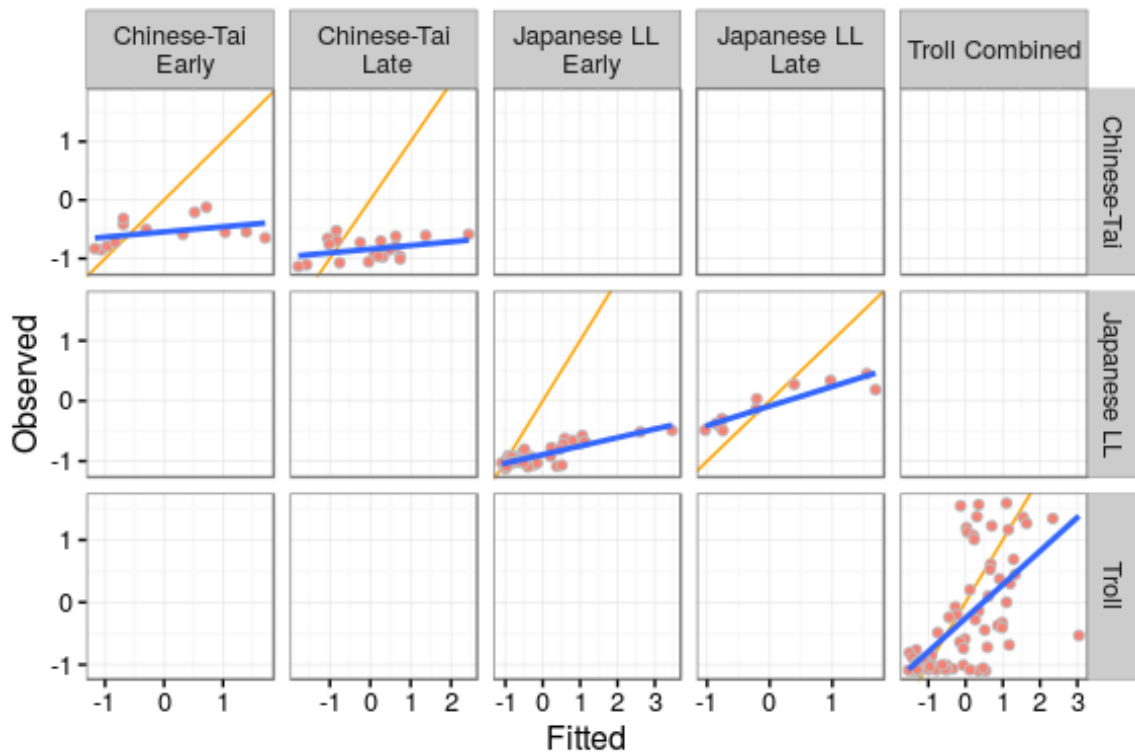 Chinese-Tai Early
Chinese-Tai Late
Japanese LL Early
Japanese LL Late
Troll Combined
Chinese-Tai
1
0
-1
Japanese LL
1
0
-1
Troll
1
0
-1
Observed
-1 0 1
-1 0 1 2
-1 0 1 2 3
-1 0 1
-1 0 1 2 3
Fitted